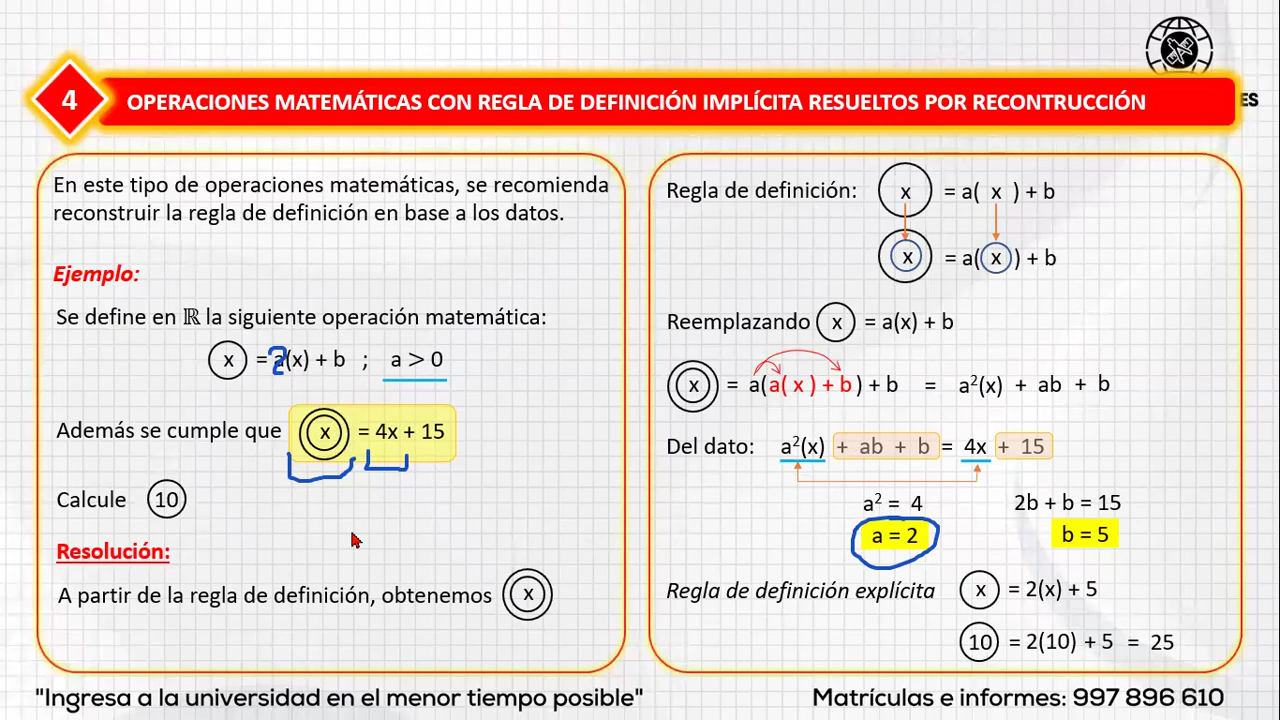 4
OPERACIONES MATEMÁTICAS CON REGLA DE DEFINICIÓN IMPLÍCITA RESUELTOS POR RECONTRUCCIÓN
ES
En este tipo de operaciones matemáticas, se recomienda
reconstruir la regla de definición en base a los datos.
Ejemplo:
Se define en ℝ la siguiente operación matemática:
x = 2(x) + b ; a > 0
Además se cumple que x = 4x + 15
Calcule 10
Resolución:
A partir de la regla de definición, obtenemos x
Regla de definición: x = a( x ) + b
x = a( x ) + b
Reemplazando x = a(x) + b
x = a(a( x ) + b ) + b = a²(x) + ab + b
Del dato: a²(x) + ab + b = 4x + 15
a² = 4 2b + b = 15
a = 2 b = 5
Regla de definición explícita x = 2(x) + 5
10 = 2(10) + 5 = 25
"Ingresa a la universidad en el menor tiempo posible" Matrículas e informes: 997 896 610